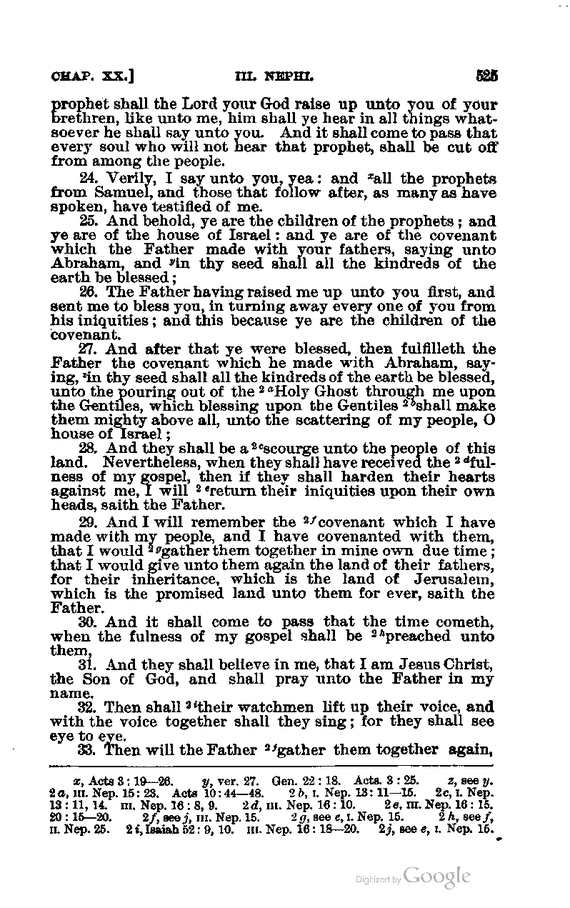 CHAP. XX.] III. NEPHI. 525
prophet shall the Lord your God raise up unto you of your
brethren, like unto me, him shall ye hear in all things what-
soever he shall say unto you. And it shall come to pass that
every soul who will not hear that prophet, shall be cut off
from among the people.
24. Verily, I say unto you, yea: and ˣall the prophets
from Samuel, and those that follow after, as many as have
spoken, have testified of me.
25. And behold, ye are the children of the prophets; and
ye are of the house of Israel: and ye are of the covenant
which the Father made with your fathers, saying unto
Abraham, and ʸin thy seed shall all the kindreds of the
earth be blessed;
26. The Father having raised me up unto you first, and
sent me to bless you, in turning away every one of you from
his iniquities; and this because ye are the children of the
covenant.
27. And after that ye were blessed, then fulfilleth the
Father the covenant which he made with Abraham, say-
ing, ᶻin thy seed shall all the kindreds of the earth be blessed,
unto the pouring out of the ²ᵃHoly Ghost through me upon
the Gentiles, which blessing upon the Gentiles ²ᵇshall make
them mighty above all, unto the scattering of my people, O
house of Israel;
28. And they shall be a ²ᶜscourge unto the people of this
land. Nevertheless, when they shall have received the ²ᵈful-
ness of my gospel, then if they shall harden their hearts
against me, I will ²ᵉreturn their iniquities upon their own
heads, saith the Father.
29. And I will remember the ²ᶠcovenant which I have
made with my people, and I have covenanted with them,
that I would ²ᵍgather them together in mine own due time;
that I would give unto them again the land of their fathers,
for their inheritance, which is the land of Jerusalem,
which is the promised land unto them for ever, saith the
Father.
30. And it shall come to pass that the time cometh,
when the fulness of my gospel shall be ²ʰpreached unto
them,
31. And they shall believe in me, that I am Jesus Christ,
the Son of God, and shall pray unto the Father in my
name.
32. Then shall ²ⁱtheir watchmen lift up their voice, and
with the voice together shall they sing; for they shall see
eye to eye.
33. Then will the Father ²ʲgather them together again,
x, Acts 3: 19—26. y, ver. 27. Gen. 22: 18. Acts. 3: 25. z, see y.
2a, III. Nep. 15: 23. Acts 10: 44—48. 2b, I. Nep. 13: 11—15. 2c, I. Nep.
13: 11, 14. III. Nep. 16: 8, 9. 2d, III. Nep. 16: 10. 2e, III. Nep. 16: 15.
20: 15—20. 2f, see j, III. Nep. 15. 2g, see e, I. Nep. 15. 2h, see f,
II. Nep. 25. 2i, Isaiah 52: 9, 10. III. Nep. 16: 18—20. 2j, see e, I. Nep. 15.
Digitized by Google